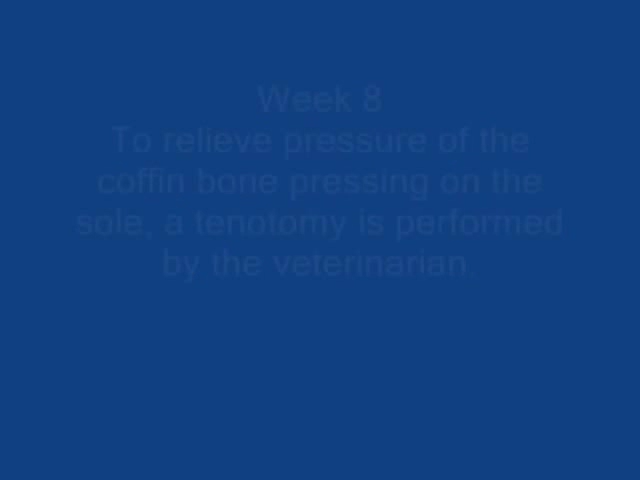 Week 8
To relieve pressure of the
coffin bone pressing on the
sole, a tenotomy is performed
by the veterinarian.